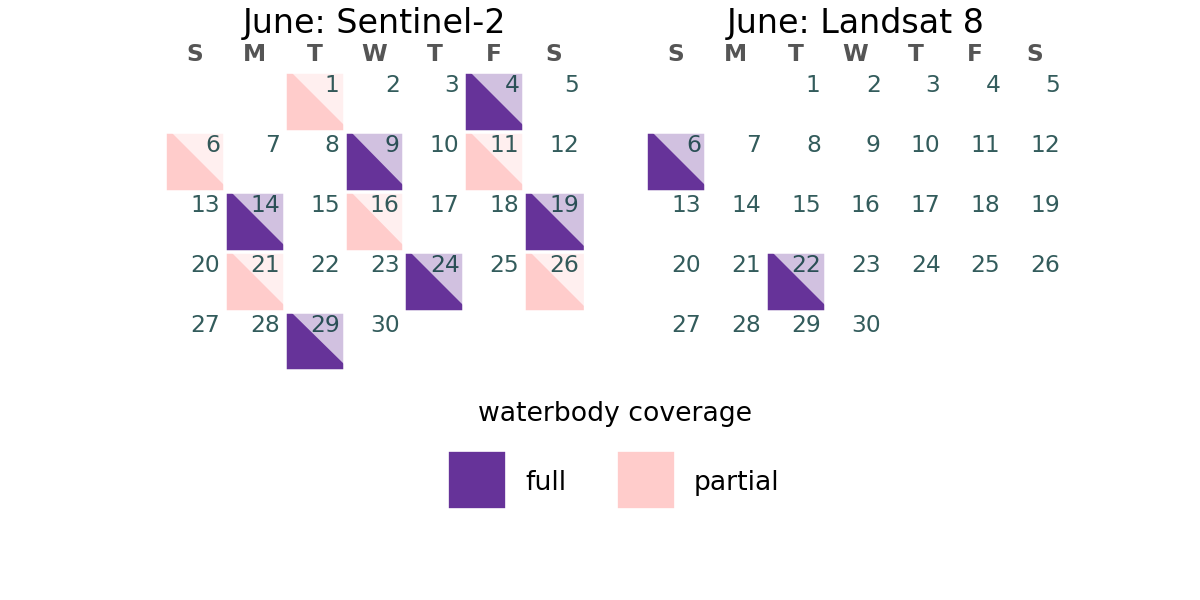 June: Sentinel-2
S M T W T F S
1 2 3 4 5
6 7 8 9 10 11 12
13 14 15 16 17 18 19
20 21 22 23 24 25 26
27 28 29 30
June: Landsat 8
S M T W T F S
1 2 3 4 5
6 7 8 9 10 11 12
13 14 15 16 17 18 19
20 21 22 23 24 25 26
27 28 29 30
waterbody coverage
full partial